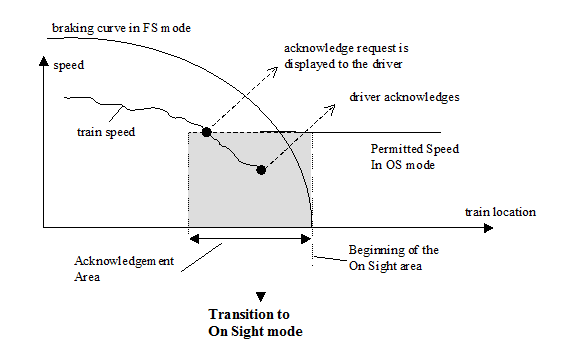 braking curve in FS mode
acknowledge request is
displayed to the driver
speed
driver acknowledges
train speed
Permitted Speed
In OS mode
train location
Acknowledgement
Area
Beginning of the
On Sight area
Transition to
On Sight mode